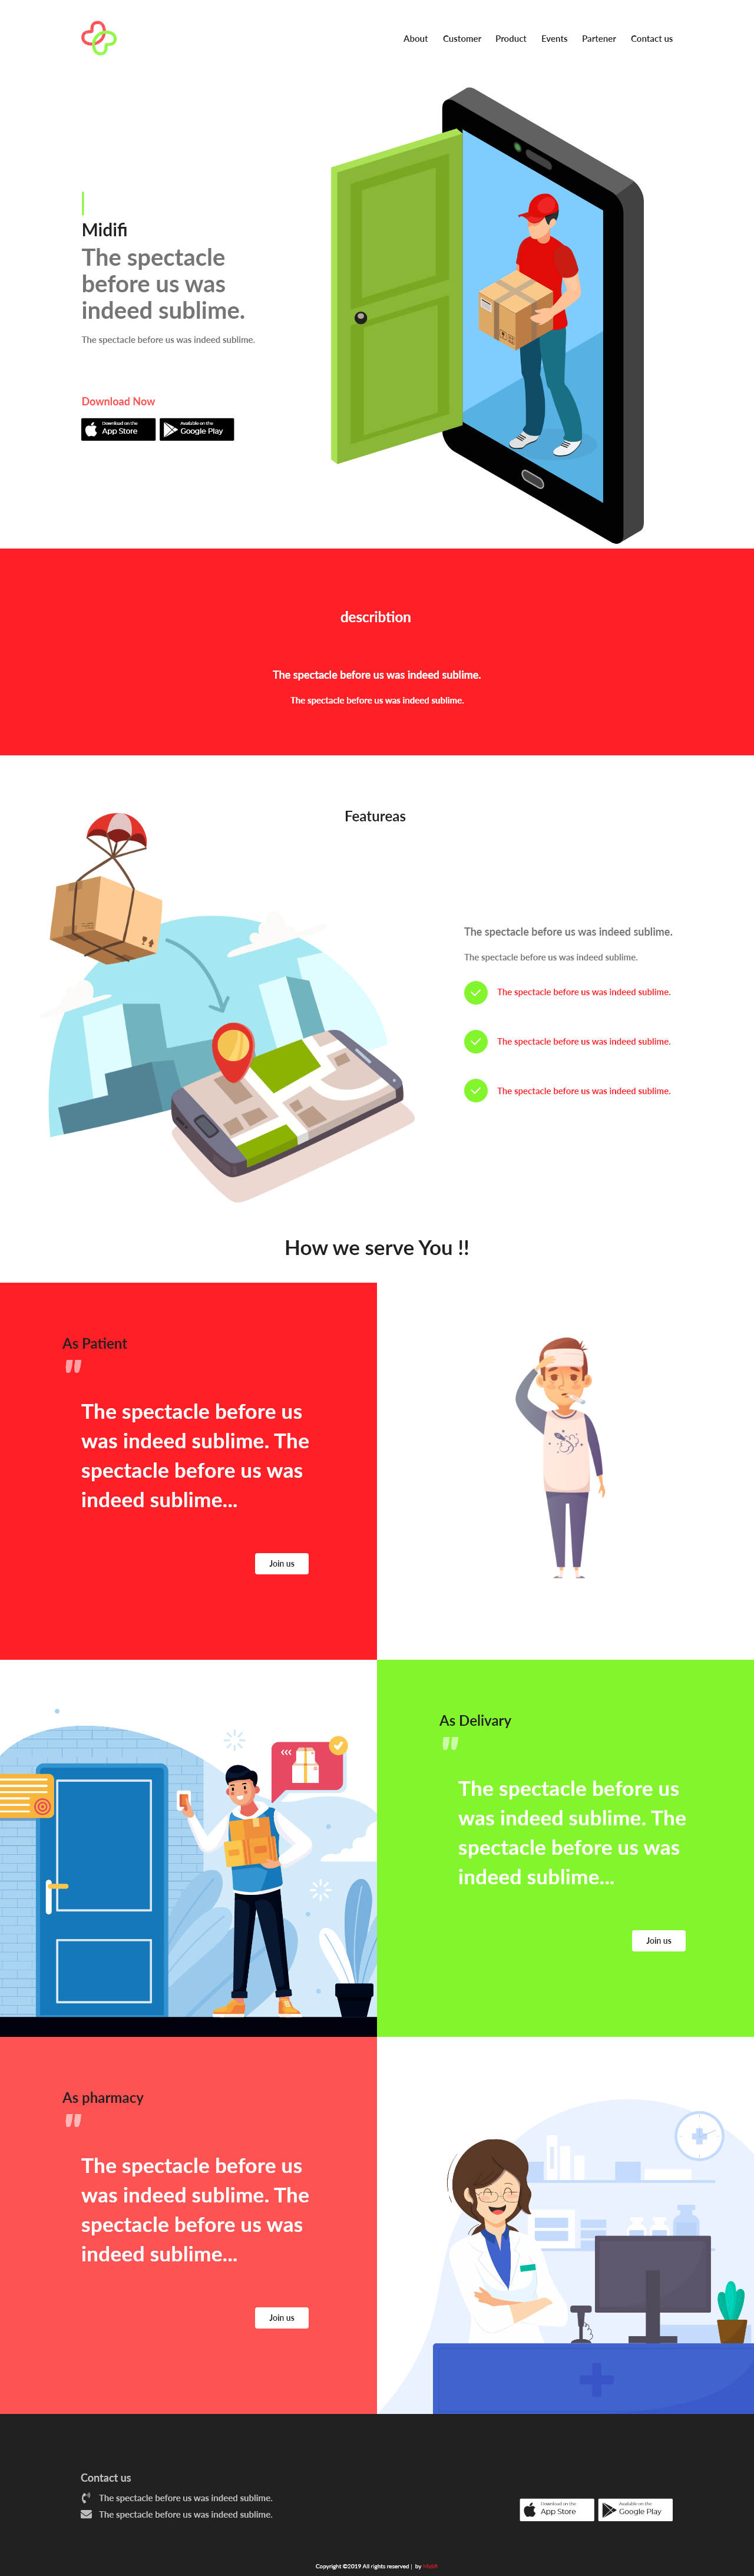 About Customer Product Events Partener Contact us
Midifi
The spectacle
before us was
indeed sublime.
The spectacle before us was indeed sublime.
Download Now
Download on the
App Store
Available on the
Google Play
describtion
The spectacle before us was indeed sublime.
The spectacle before us was indeed sublime.
Featureas
The spectacle before us was indeed sublime.
The spectacle before us was indeed sublime.
The spectacle before us was indeed sublime.
The spectacle before us was indeed sublime.
The spectacle before us was indeed sublime.
How we serve You !!
As Patient
"
The spectacle before us
was indeed sublime. The
spectacle before us was
indeed sublime...
Join us
As Delivary
"
The spectacle before us
was indeed sublime. The
spectacle before us was
indeed sublime...
Join us
As pharmacy
"
The spectacle before us
was indeed sublime. The
spectacle before us was
indeed sublime...
Join us
Contact us
The spectacle before us was indeed sublime.
The spectacle before us was indeed sublime.
Download on the
App Store
Available on the
Google Play
Copyright ©2019 All rights reserved | by Midifi